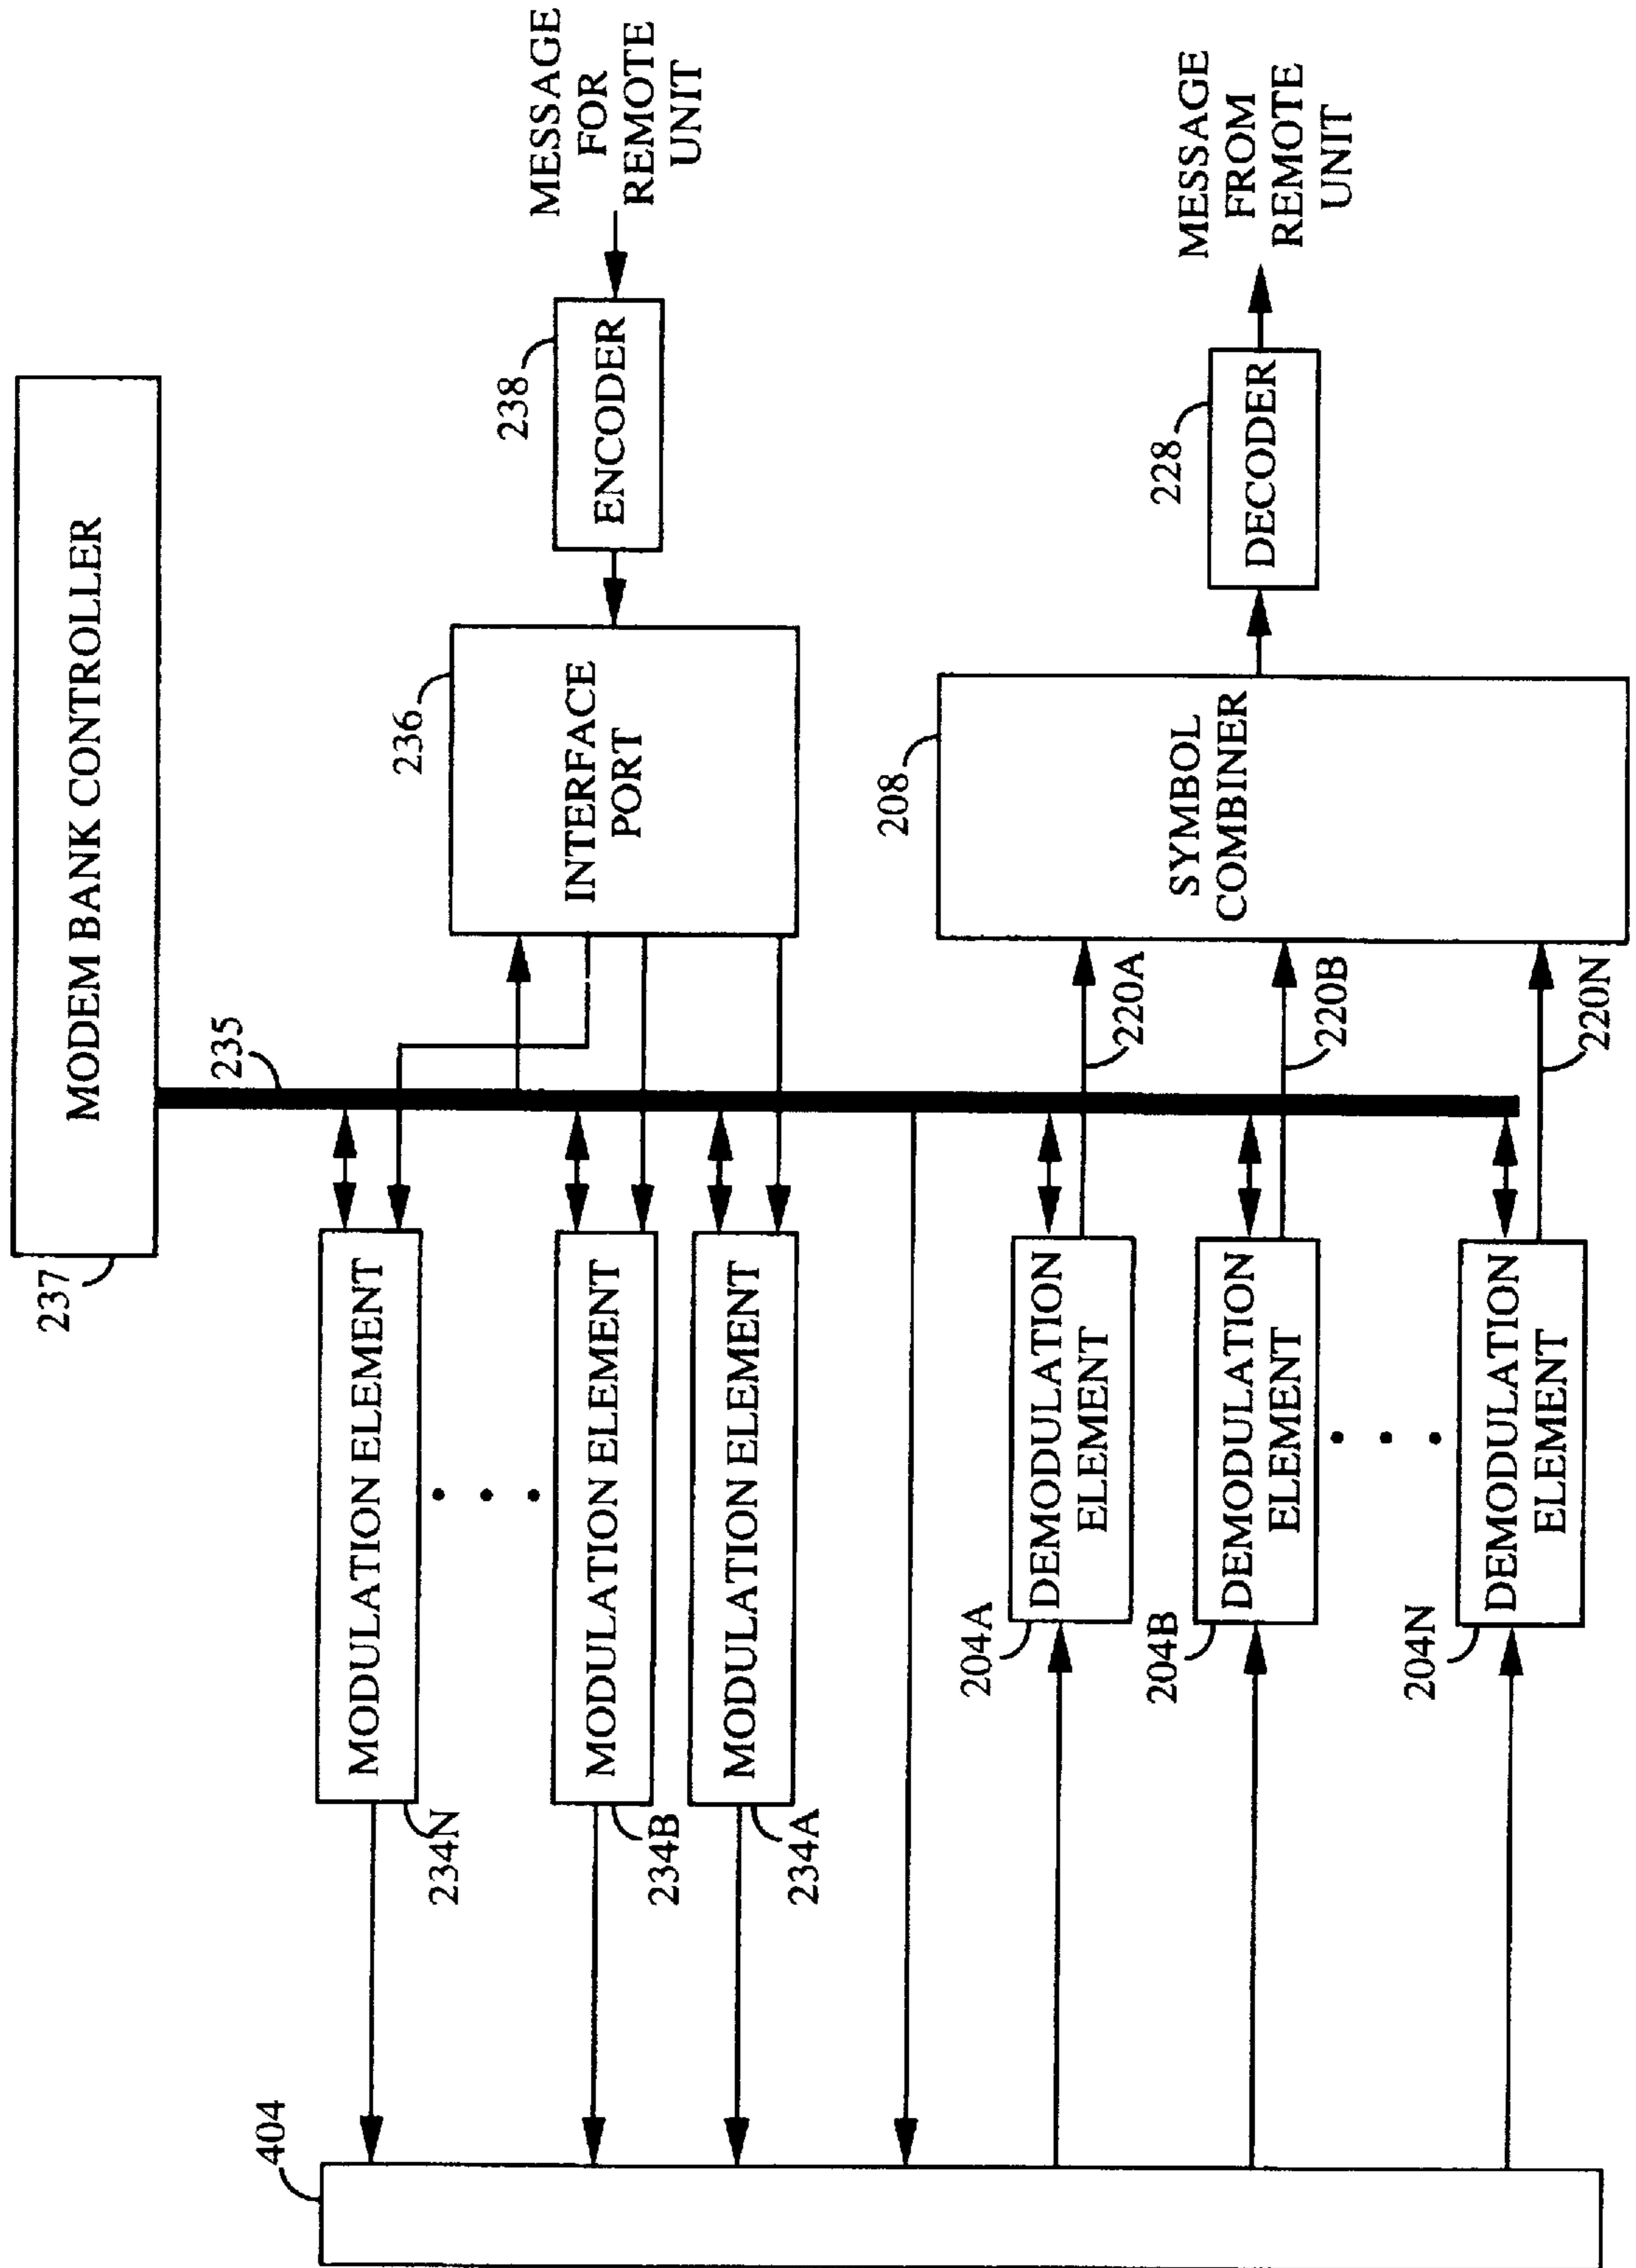 MODEM BANK CONTROLLER
237
235
MESSAGE
FOR
REMOTE
UNIT
238
ENCODER
236
INTERFACE
PORT
MODULATION ELEMENT
234N
MODULATION ELEMENT
234B
MODULATION ELEMENT
234A
404
204A
DEMODULATION
ELEMENT
220A
204B
DEMODULATION
ELEMENT
220B
204N
DEMODULATION
ELEMENT
220N
208
SYMBOL
COMBINER
228
DECODER
MESSAGE
FROM
REMOTE
UNIT